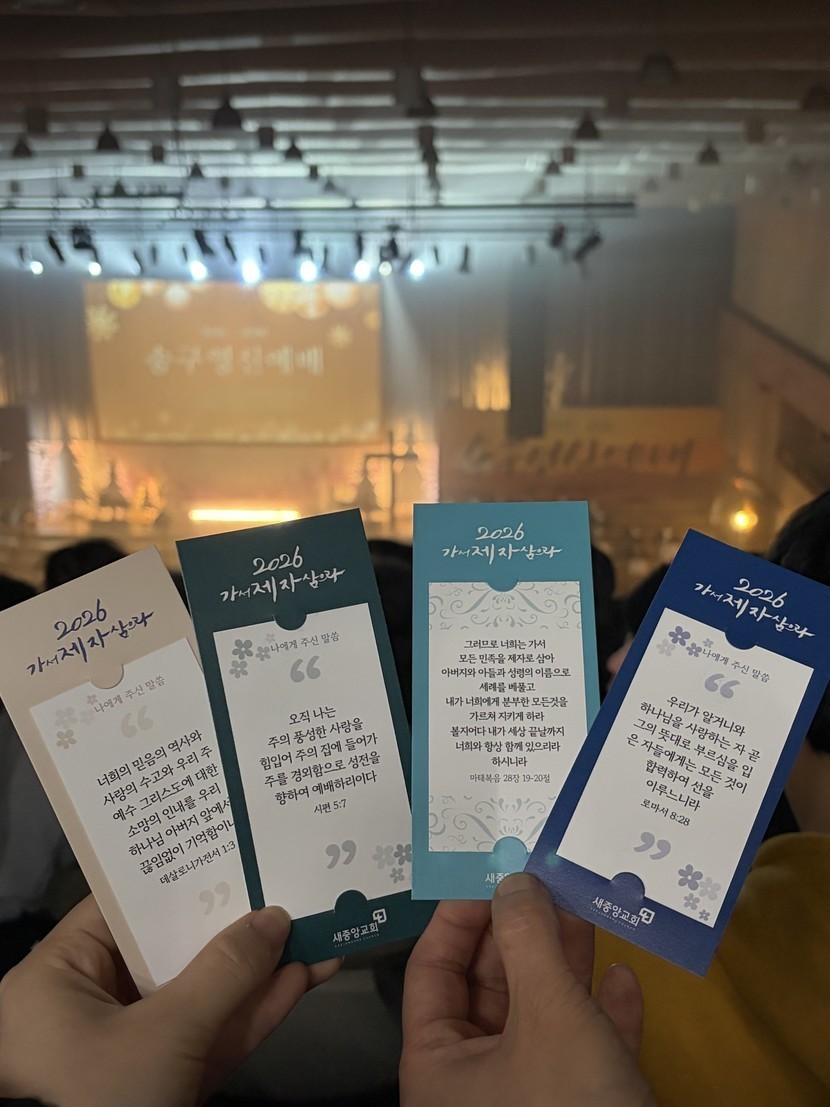 송구영신예배
2026
가서 제자 삼으라
나에게 주신 말씀
“
너희의 믿음의 역사와
사랑의 수고와 우리 주
예수 그리스도에 대한
소망의 인내를 우리
하나님 아버지 앞에서
끊임없이 기억함이니
데살로니가전서 1:3
”
2026
가서 제자 삼으라
나에게 주신 말씀
“
오직 나는
주의 풍성한 사랑을
힘입어 주의 집에 들어가
주를 경외함으로 성전을
향하여 예배하리이다
시편 5:7
”
새중앙교회
2026
가서 제자 삼으라
그러므로 너희는 가서
모든 민족을 제자로 삼아
아버지와 아들과 성령의 이름으로
세례를 베풀고
내가 너희에게 분부한 모든것을
가르쳐 지키게 하라
볼지어다 내가 세상 끝날까지
너희와 항상 함께 있으리라
하시니라
마태복음 28장 19-20절
2026
가서 제자 삼으라
나에게 주신 말씀
“
우리가 알거니와
하나님을 사랑하는 자 곧
그의 뜻대로 부르심을 입
은 자들에게는 모든 것이
합력하여 선을
이루느니라
로마서 8:28
”
새중앙교회